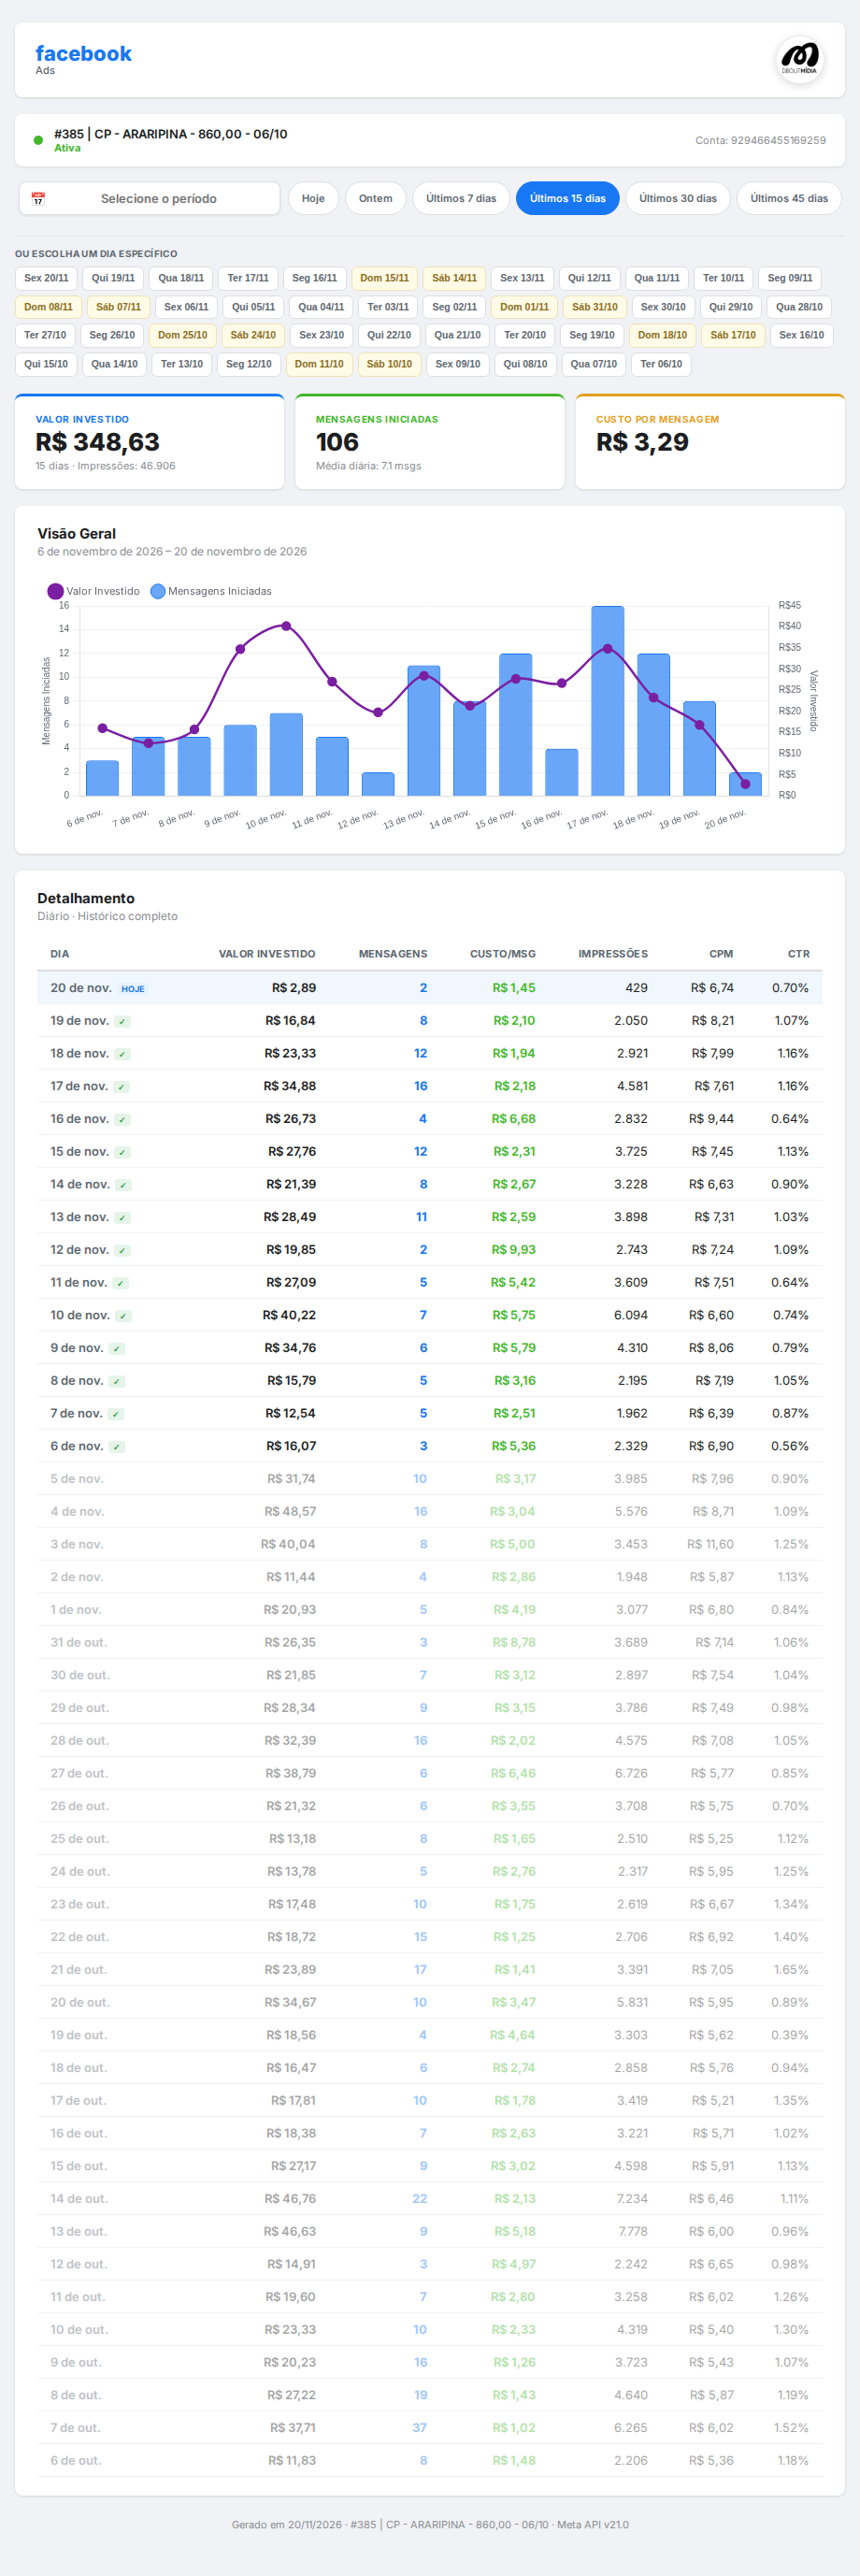 facebook
Ads
DBOUTMÍDIA
#385 | CP - ARARIPINA - 860,00 - 06/10
Ativa
Conta: 929466455169259
📅 Selecione o período Hoje Ontem Últimos 7 dias Últimos 15 dias Últimos 30 dias Últimos 45 dias
OU ESCOLHA UM DIA ESPECÍFICO
Sex 20/11 Qui 19/11 Qua 18/11 Ter 17/11 Seg 16/11 Dom 15/11 Sáb 14/11 Sex 13/11 Qui 12/11 Qua 11/11 Ter 10/11 Seg 09/11
Dom 08/11 Sáb 07/11 Sex 06/11 Qui 05/11 Qua 04/11 Ter 03/11 Seg 02/11 Dom 01/11 Sáb 31/10 Sex 30/10 Qui 29/10 Qua 28/10
Ter 27/10 Seg 26/10 Dom 25/10 Sáb 24/10 Sex 23/10 Qui 22/10 Qua 21/10 Ter 20/10 Seg 19/10 Dom 18/10 Sáb 17/10 Sex 16/10
Qui 15/10 Qua 14/10 Ter 13/10 Seg 12/10 Dom 11/10 Sáb 10/10 Sex 09/10 Qui 08/10 Qua 07/10 Ter 06/10
VALOR INVESTIDO
R$ 348,63
15 dias · Impressões: 46.906
MENSAGENS INICIADAS
106
Média diária: 7.1 msgs
CUSTO POR MENSAGEM
R$ 3,29
Visão Geral
6 de novembro de 2026 – 20 de novembro de 2026
Valor Investido Mensagens Iniciadas
Mensagens Iniciadas
16
14
12
10
8
6
4
2
0
R$45
R$40
R$35
R$30
R$25
R$20
R$15
R$10
R$5
R$0
Valor Investido
6 de nov. 7 de nov. 8 de nov. 9 de nov. 10 de nov. 11 de nov. 12 de nov. 13 de nov. 14 de nov. 15 de nov. 16 de nov. 17 de nov. 18 de nov. 19 de nov. 20 de nov.
Detalhamento
Diário · Histórico completo
DIA VALOR INVESTIDO MENSAGENS CUSTO/MSG IMPRESSÕES CPM CTR
20 de nov. HOJE R$ 2,89 2 R$ 1,45 429 R$ 6,74 0.70%
19 de nov. ✓ R$ 16,84 8 R$ 2,10 2.050 R$ 8,21 1.07%
18 de nov. ✓ R$ 23,33 12 R$ 1,94 2.921 R$ 7,99 1.16%
17 de nov. ✓ R$ 34,88 16 R$ 2,18 4.581 R$ 7,61 1.16%
16 de nov. ✓ R$ 26,73 4 R$ 6,68 2.832 R$ 9,44 0.64%
15 de nov. ✓ R$ 27,76 12 R$ 2,31 3.725 R$ 7,45 1.13%
14 de nov. ✓ R$ 21,39 8 R$ 2,67 3.228 R$ 6,63 0.90%
13 de nov. ✓ R$ 28,49 11 R$ 2,59 3.898 R$ 7,31 1.03%
12 de nov. ✓ R$ 19,85 2 R$ 9,93 2.743 R$ 7,24 1.09%
11 de nov. ✓ R$ 27,09 5 R$ 5,42 3.609 R$ 7,51 0.64%
10 de nov. ✓ R$ 40,22 7 R$ 5,75 6.094 R$ 6,60 0.74%
9 de nov. ✓ R$ 34,76 6 R$ 5,79 4.310 R$ 8,06 0.79%
8 de nov. ✓ R$ 15,79 5 R$ 3,16 2.195 R$ 7,19 1.05%
7 de nov. ✓ R$ 12,54 5 R$ 2,51 1.962 R$ 6,39 0.87%
6 de nov. ✓ R$ 16,07 3 R$ 5,36 2.329 R$ 6,90 0.56%
5 de nov. R$ 31,74 10 R$ 3,17 3.985 R$ 7,96 0.90%
4 de nov. R$ 48,57 16 R$ 3,04 5.576 R$ 8,71 1.09%
3 de nov. R$ 40,04 8 R$ 5,00 3.453 R$ 11,60 1.25%
2 de nov. R$ 11,44 4 R$ 2,86 1.948 R$ 5,87 1.13%
1 de nov. R$ 20,93 5 R$ 4,19 3.077 R$ 6,80 0.84%
31 de out. R$ 26,35 3 R$ 8,78 3.689 R$ 7,14 1.06%
30 de out. R$ 21,85 7 R$ 3,12 2.897 R$ 7,54 1.04%
29 de out. R$ 28,34 9 R$ 3,15 3.786 R$ 7,49 0.98%
28 de out. R$ 32,39 16 R$ 2,02 4.575 R$ 7,08 1.05%
27 de out. R$ 38,79 6 R$ 6,46 6.726 R$ 5,77 0.85%
26 de out. R$ 21,32 6 R$ 3,55 3.708 R$ 5,75 0.70%
25 de out. R$ 13,18 8 R$ 1,65 2.510 R$ 5,25 1.12%
24 de out. R$ 13,78 5 R$ 2,76 2.317 R$ 5,95 1.25%
23 de out. R$ 17,48 10 R$ 1,75 2.619 R$ 6,67 1.34%
22 de out. R$ 18,72 15 R$ 1,25 2.706 R$ 6,92 1.40%
21 de out. R$ 23,89 17 R$ 1,41 3.391 R$ 7,05 1.65%
20 de out. R$ 34,67 10 R$ 3,47 5.831 R$ 5,95 0.89%
19 de out. R$ 18,56 4 R$ 4,64 3.303 R$ 5,62 0.39%
18 de out. R$ 16,47 6 R$ 2,74 2.858 R$ 5,76 0.94%
17 de out. R$ 17,81 10 R$ 1,78 3.419 R$ 5,21 1.35%
16 de out. R$ 18,38 7 R$ 2,63 3.221 R$ 5,71 1.02%
15 de out. R$ 27,17 9 R$ 3,02 4.598 R$ 5,91 1.13%
14 de out. R$ 46,76 22 R$ 2,13 7.234 R$ 6,46 1.11%
13 de out. R$ 46,63 9 R$ 5,18 7.778 R$ 6,00 0.96%
12 de out. R$ 14,91 3 R$ 4,97 2.242 R$ 6,65 0.98%
11 de out. R$ 19,60 7 R$ 2,80 3.258 R$ 6,02 1.26%
10 de out. R$ 23,33 10 R$ 2,33 4.319 R$ 5,40 1.30%
9 de out. R$ 20,23 16 R$ 1,26 3.723 R$ 5,43 1.07%
8 de out. R$ 27,22 19 R$ 1,43 4.640 R$ 5,87 1.19%
7 de out. R$ 37,71 37 R$ 1,02 6.265 R$ 6,02 1.52%
6 de out. R$ 11,83 8 R$ 1,48 2.206 R$ 5,36 1.18%
Gerado em 20/11/2026 · #385 | CP - ARARIPINA - 860,00 - 06/10 · Meta API v21.0